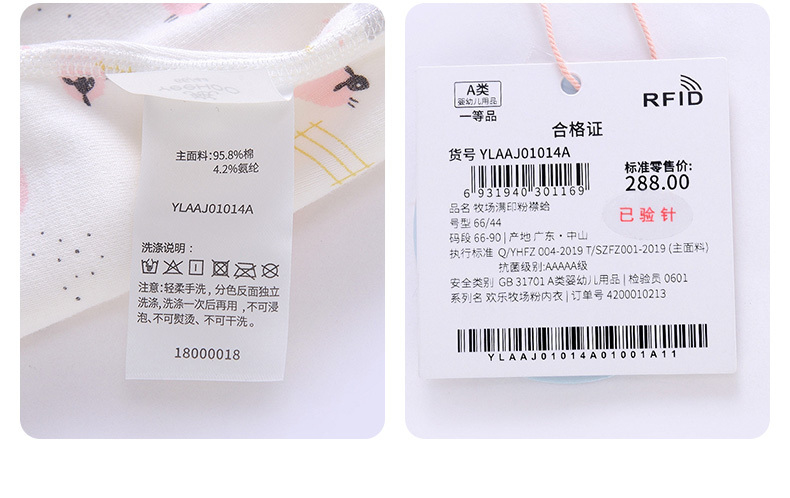 主面料:95.8%棉
4.2%氨纶
YLAAJ01014A
洗涤说明：
注意：轻柔手洗，分色反面独立
洗涤、洗涤一次后再用，不可浸
泡、不可熨烫、不可干洗。
18000018
A类
婴幼儿用品
一等品
RFID
合格证
货号 YLAAJ01014A
6 931940 301169
标准零售价:
288.00
已验针
品名 牧场满印粉襟蛤
号型 66/44
码段 66-90 | 产地 广东·中山
执行标准 Q/YHFZ 004-2019 T/SZFZ001-2019 (主面料)
抗菌级别:AAAAA级
安全类别 GB 31701 A类婴幼儿用品 | 检验员 0601
系列名 欢乐牧场粉内衣 | 订单号 4200010213
YLAAJ01014A01001A11